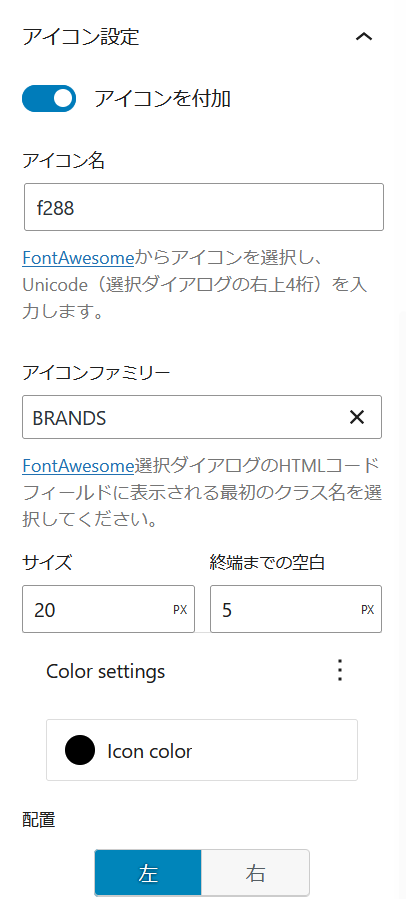 アイコン設定
アイコンを付加
アイコン名
f288
FontAwesomeからアイコンを選択し、
Unicode（選択ダイアログの右上4桁）を入
力します。
アイコンファミリー
BRANDS
FontAwesome選択ダイアログのHTMLコード
フィールドに表示される最初のクラス名を選
択してください。
サイズ 終端までの空白
20 PX 5 PX
Color settings
Icon color
配置
左 右